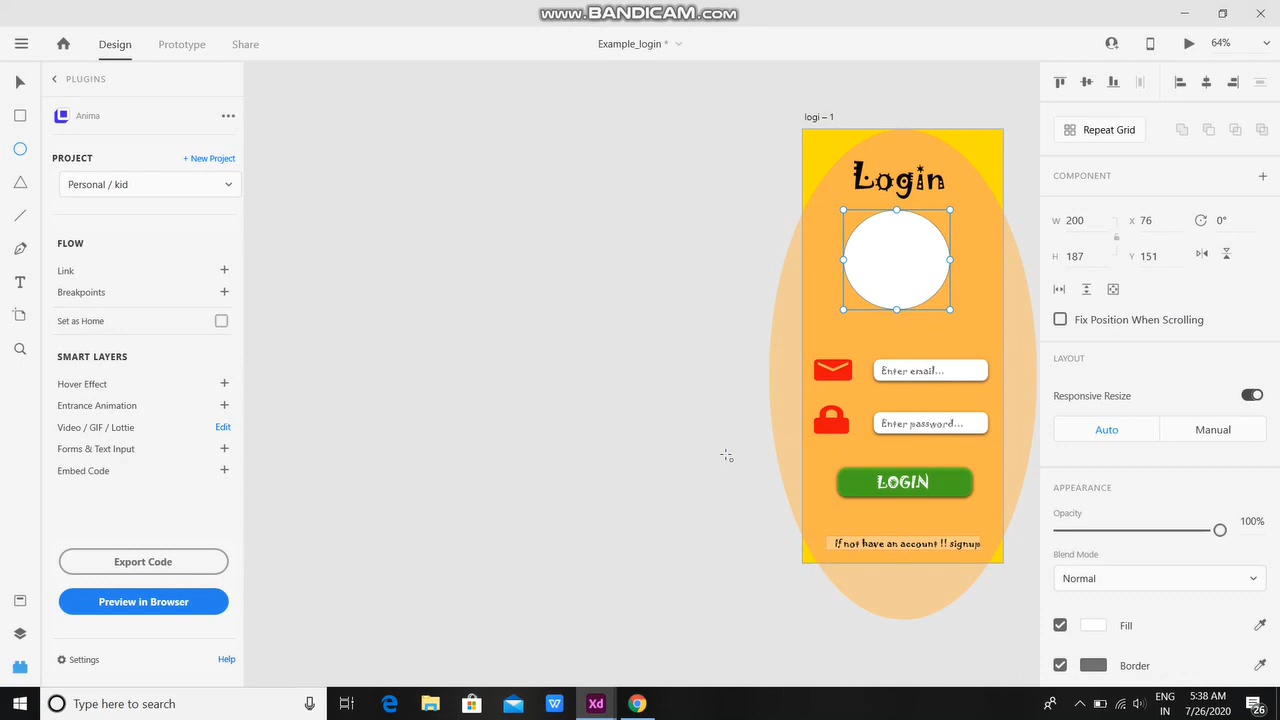 WWW.BANDICAM.COM
Design
Prototype
Share
Example_login *
64%
PLUGINS
Anima
PROJECT
+ New Project
Personal / kid
FLOW
Link
Breakpoints
Set as Home
SMART LAYERS
Hover Effect
Entrance Animation
Video / GIF / Lottie
Edit
Forms & Text Input
Embed Code
Export Code
Preview in Browser
Settings
Help
logi – 1
Login
Enter email...
Enter password...
LOGIN
If not have an account !! signup
Repeat Grid
COMPONENT
W 200 X 76 0°
H 187 Y 151
Fix Position When Scrolling
LAYOUT
Responsive Resize
Auto
Manual
APPEARANCE
Opacity
100%
Blend Mode
Normal
Fill
Border
Type here to search
W
Xd
ENG
IN
5:38 AM
7/26/2020
26